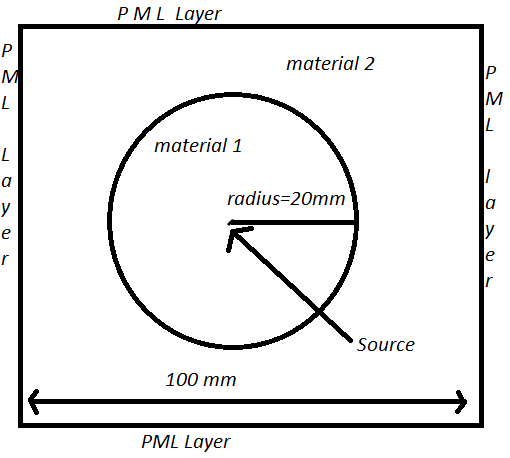 P M L  Layer
P
M
L
L
a
y
e
r
material 2
P
M
L
l
a
y
e
r
material 1
radius=20mm
Source
100 mm
PML Layer